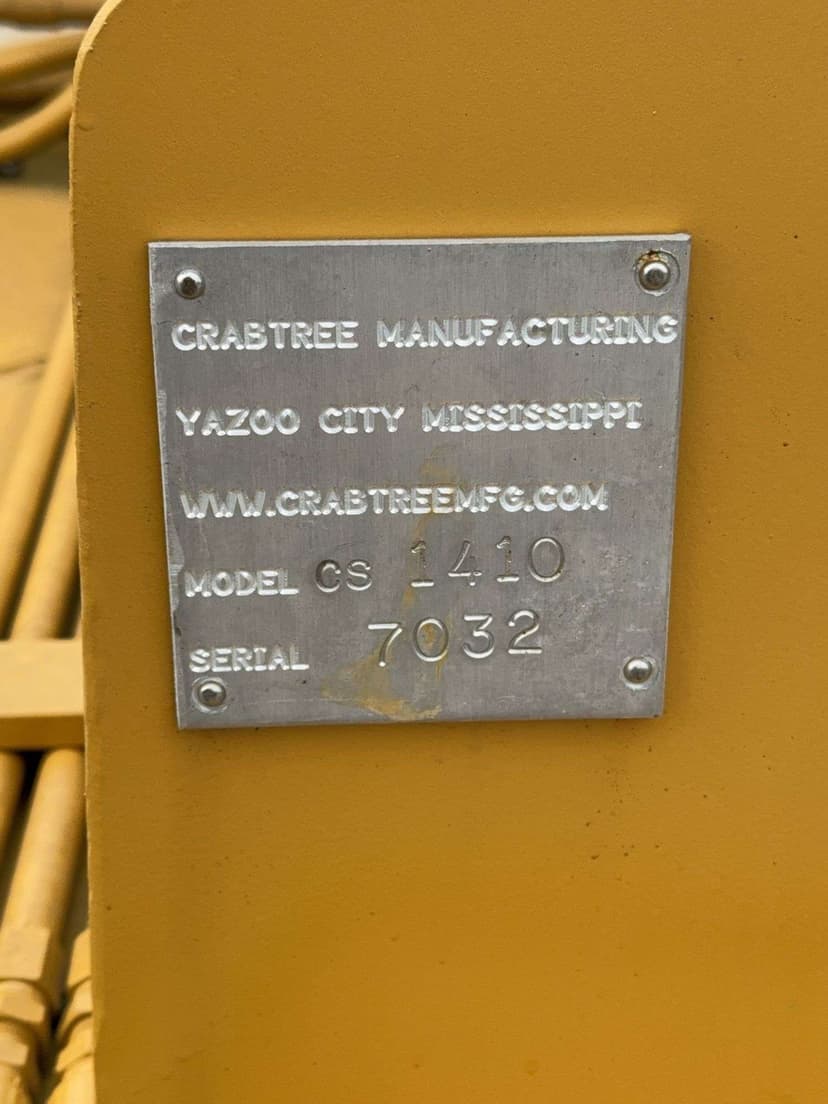 CRABTREE MANUFACTURING
YAZOO CITY MISSISSIPPI
WWW.CRABTREEMFG.COM
MODEL CS 1410
SERIAL 7032